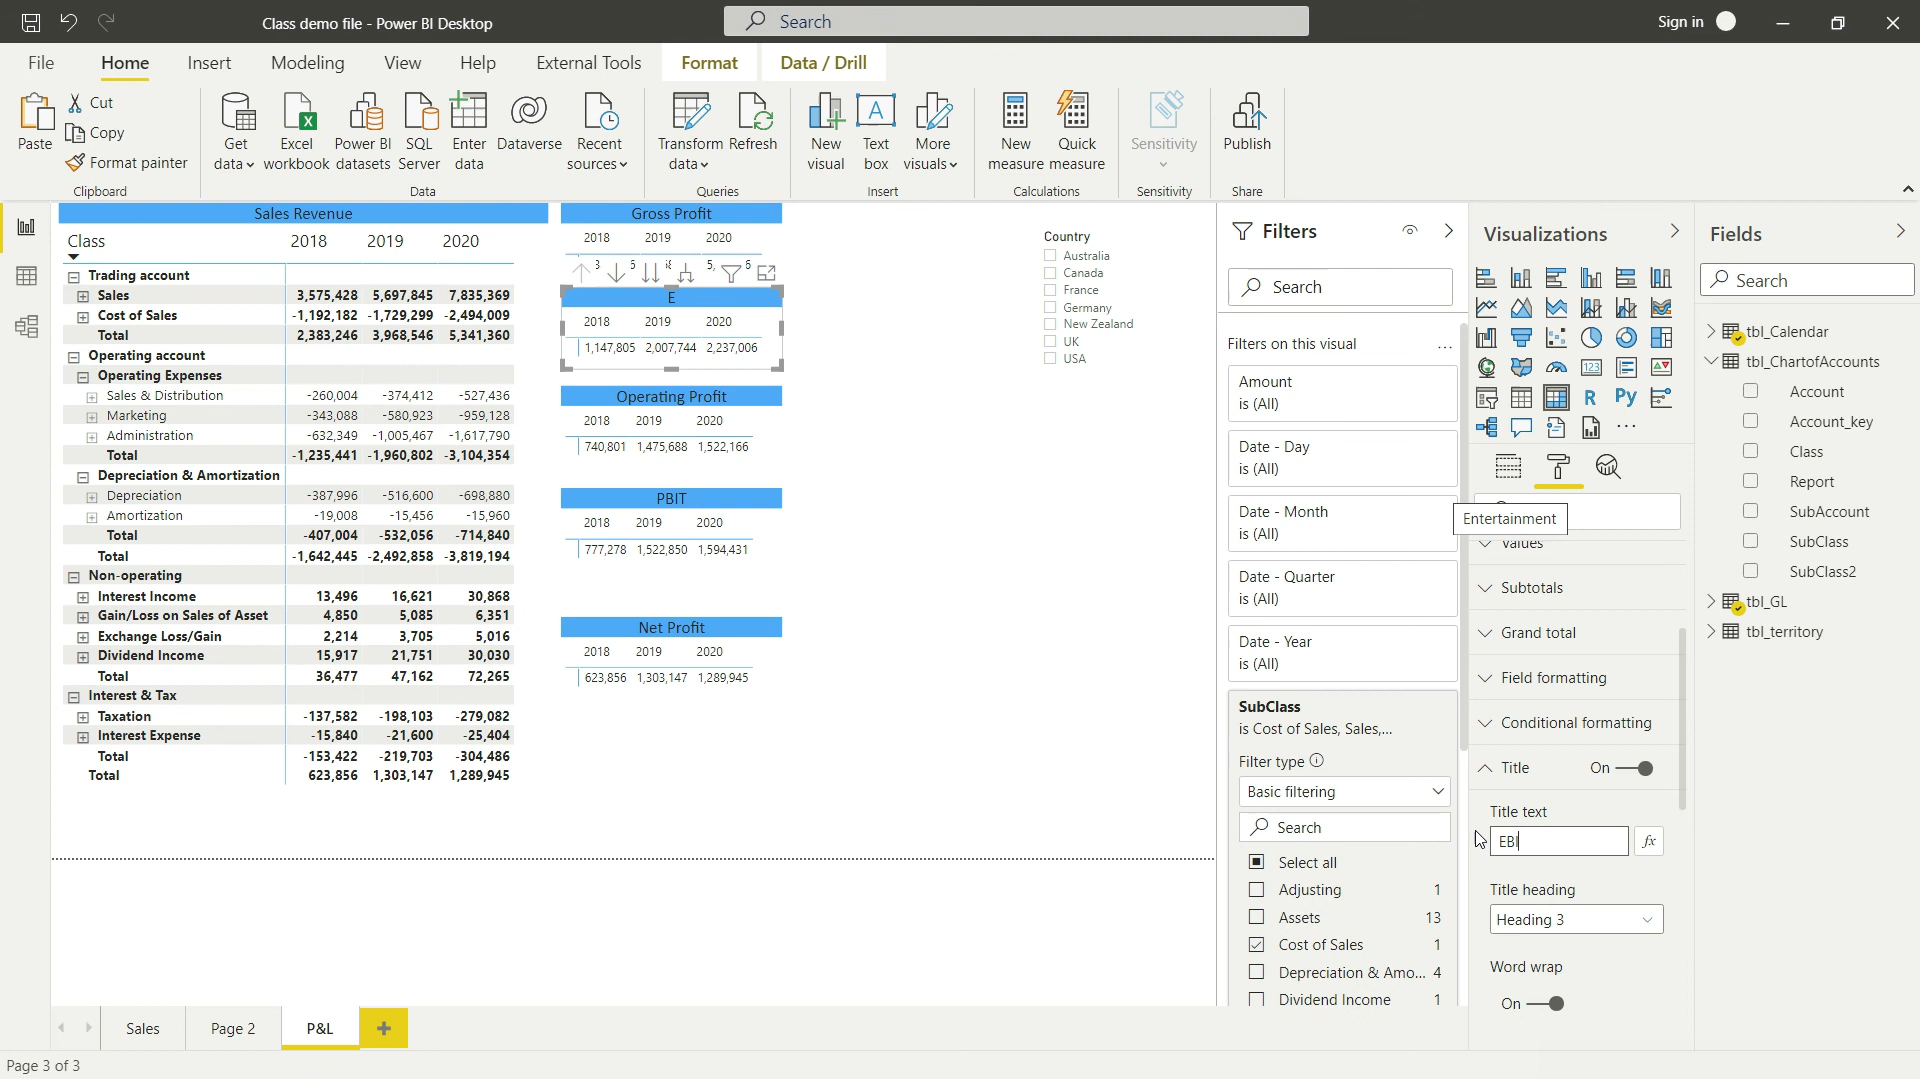 Class demo file - Power BI Desktop
Search
Sign in
File Home Insert Modeling View Help External Tools Format Data / Drill
Paste
Cut
Copy
Format painter
Clipboard
Get data
Excel workbook
Power BI datasets
SQL Server
Enter data
Dataverse
Recent sources
Data
Transform data
Refresh
Queries
New visual
Text box
More visuals
Insert
New measure
Quick measure
Calculations
Sensitivity
Sensitivity
Publish
Share
Sales Revenue
Class 2018 2019 2020
Trading account
Sales 3,575,428 5,697,845 7,835,369
Cost of Sales -1,192,182 -1,729,299 -2,494,009
Total 2,383,246 3,968,546 5,341,360
Operating account
Operating Expenses
Sales & Distribution -260,004 -374,412 -527,436
Marketing -343,088 -580,923 -959,128
Administration -632,349 -1,005,467 -1,617,790
Total -1,235,441 -1,960,802 -3,104,354
Depreciation & Amortization
Depreciation -387,996 -516,600 -698,880
Amortization -19,008 -15,456 -15,960
Total -407,004 -532,056 -714,840
Total -1,642,445 -2,492,858 -3,819,194
Non-operating
Interest Income 13,496 16,621 30,868
Gain/Loss on Sales of Asset 4,850 5,085 6,351
Exchange Loss/Gain 2,214 3,705 5,016
Dividend Income 15,917 21,751 30,030
Total 36,477 47,162 72,265
Interest & Tax
Taxation -137,582 -198,103 -279,082
Interest Expense -15,840 -21,600 -25,404
Total -153,422 -219,703 -304,486
Total 623,856 1,303,147 1,289,945
Gross Profit
2018 2019 2020
E
2018 2019 2020
1,147,805 2,007,744 2,237,006
Operating Profit
2018 2019 2020
740,801 1,475,688 1,522,166
PBIT
2018 2019 2020
777,278 1,522,850 1,594,431
Net Profit
2018 2019 2020
623,856 1,303,147 1,289,945
Country
Australia
Canada
France
Germany
New Zealand
UK
USA
Filters
Search
Filters on this visual ...
Amount
is (All)
Date - Day
is (All)
Date - Month
is (All)
Date - Quarter
is (All)
Date - Year
is (All)
SubClass
is Cost of Sales, Sales,...
Filter type
Basic filtering
Search
Select all
Adjusting 1
Assets 13
Cost of Sales 1
Depreciation & Amo... 4
Dividend Income 1
Visualizations
R Py
123
Entertainment
Values
Subtotals
Grand total
Field formatting
Conditional formatting
Title On
Title text
EBI fx
Title heading
Heading 3
Word wrap
On
Fields
Search
tbl_Calendar
tbl_ChartofAccounts
Account
Account_key
Class
Report
SubAccount
SubClass
SubClass2
tbl_GL
tbl_territory
Sales Page 2 P&L
Page 3 of 3